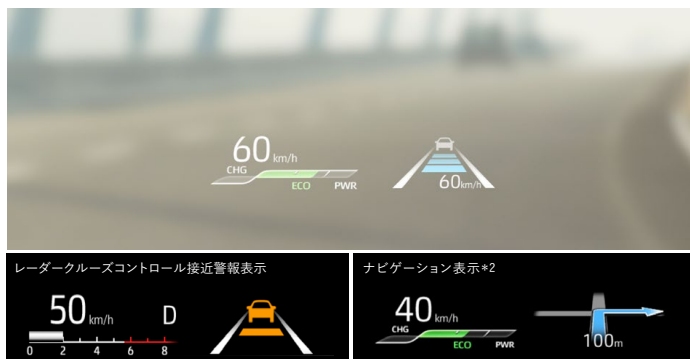 60km/h
CHG
ECO PWR
60km/h
レーダークルーズコントロール接近警報表示
50km/h D
0 2 4 6 8
ナビゲーション表示*2
40km/h
CHG
ECO PWR
100m